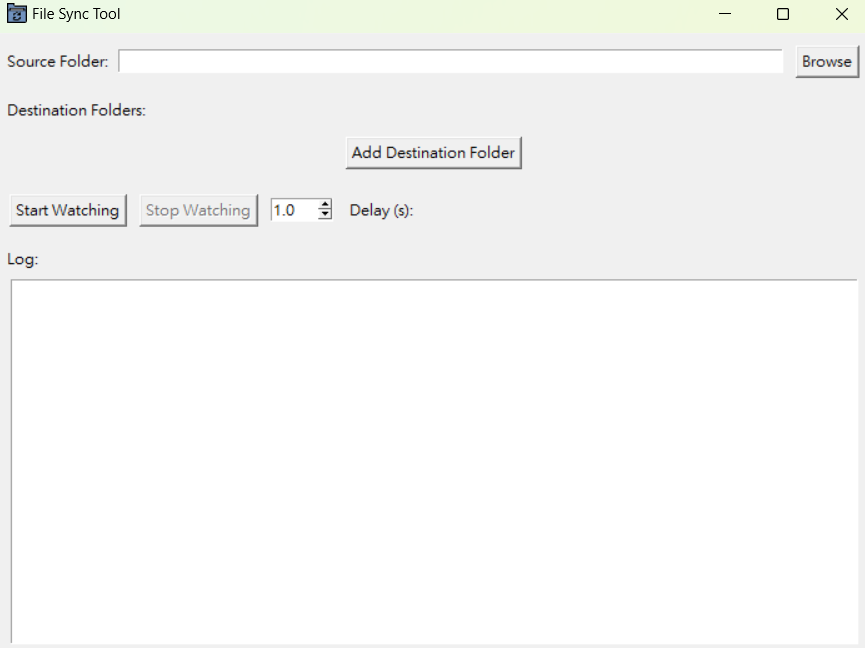 File Sync Tool
Source Folder: Browse
Destination Folders:
Add Destination Folder
Start Watching Stop Watching 1.0 Delay (s):
Log: